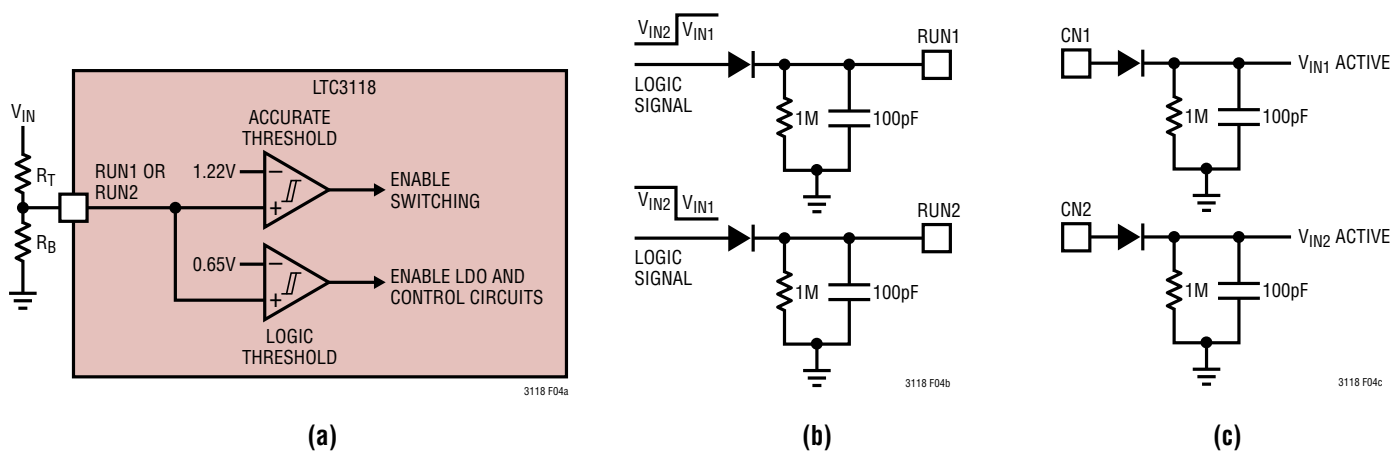 LTC3118
V_IN
R_T
R_B
RUN1 OR
RUN2
ACCURATE
THRESHOLD
1.22V
−
+
ENABLE
SWITCHING
0.65V
−
+
ENABLE LDO AND
CONTROL CIRCUITS
LOGIC
THRESHOLD
3118 F04a
(a)
V_IN2 V_IN1
LOGIC
SIGNAL
RUN1
1M
100pF
V_IN2 V_IN1
LOGIC
SIGNAL
RUN2
1M
100pF
3118 F04b
(b)
CN1
V_IN1 ACTIVE
1M
100pF
CN2
V_IN2 ACTIVE
1M
100pF
3118 F04c
(c)